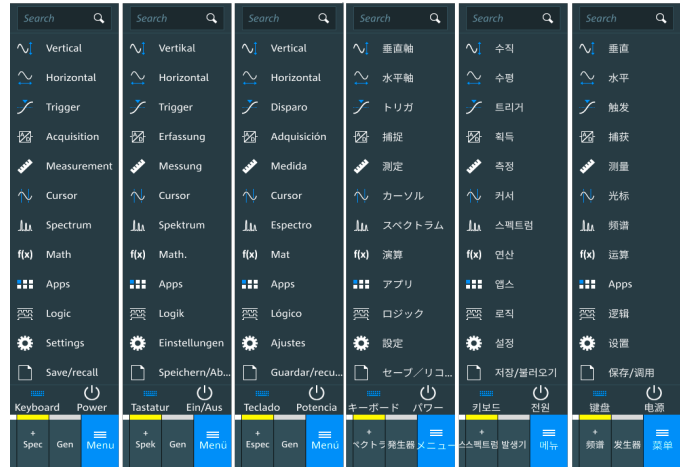 Search
Vertical
Horizontal
Trigger
Acquisition
Measurement
Cursor
Spectrum
f(x) Math
Apps
Logic
Settings
Save/recall
Keyboard Power
+
Spec Gen Menu
Search
Vertikal
Horizontal
Trigger
Erfassung
Messung
Cursor
Spektrum
f(x) Math.
Apps
Logik
Einstellungen
Speichern/Ab...
Tastatur Ein/Aus
+
Spek Gen Menü
Search
Vertical
Horizontal
Disparo
Adquisición
Medida
Cursor
Espectro
f(x) Mat
Apps
Lógico
Ajustes
Guardar/recu...
Teclado Potencia
+
Espec Gen Menú
Search
垂直軸
水平軸
トリガ
捕捉
測定
カーソル
スペクトラム
f(x) 演算
アプリ
ロジック
設定
セーブ／リコ...
キーボード パワー
+
ペクトラ 発生器 メニュー
Search
수직
수평
트리거
획득
측정
커서
스펙트럼
f(x) 연산
앱스
로직
설정
저장/불러오기
키보드 전원
+
스펙트럼 발생기 메뉴
Search
垂直
水平
触发
捕获
测量
光标
频谱
f(x) 运算
Apps
逻辑
设置
保存/调用
键盘 电源
+
频谱 发生器 菜单